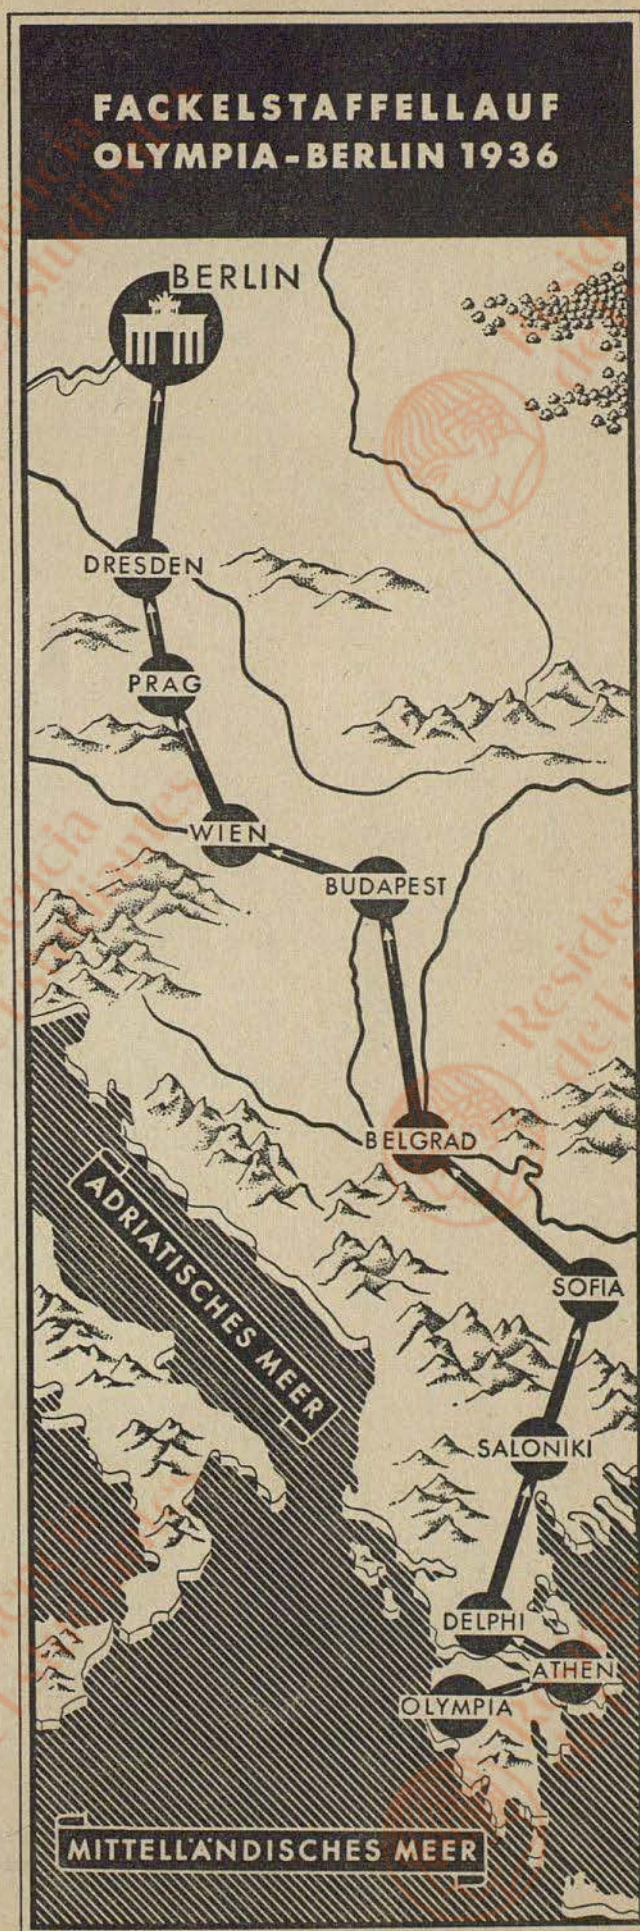 FACKELSTAFFELLAUF
OLYMPIA-BERLIN 1936
BERLIN
DRESDEN
PRAG
WIEN
BUDAPEST
BELGRAD
ADRIATISCHES MEER
SOFIA
SALONIKI
DELPHI
ATHEN
OLYMPIA
MITTELLÄNDISCHES MEER